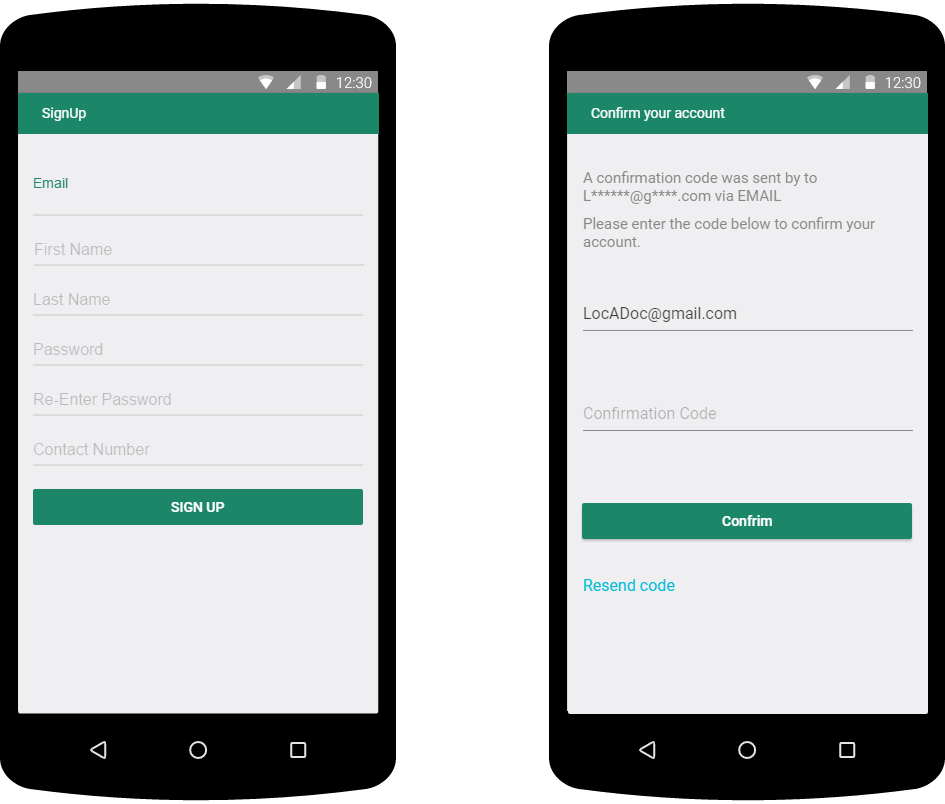 12:30
SignUp
Email
First Name
Last Name
Password
Re-Enter Password
Contact Number
SIGN UP
12:30
Confirm your account
A confirmation code was sent by to
L******@g****.com via EMAIL
Please enter the code below to confirm your
account.
LocADoc@gmail.com
Confirmation Code
Confrim
Resend code